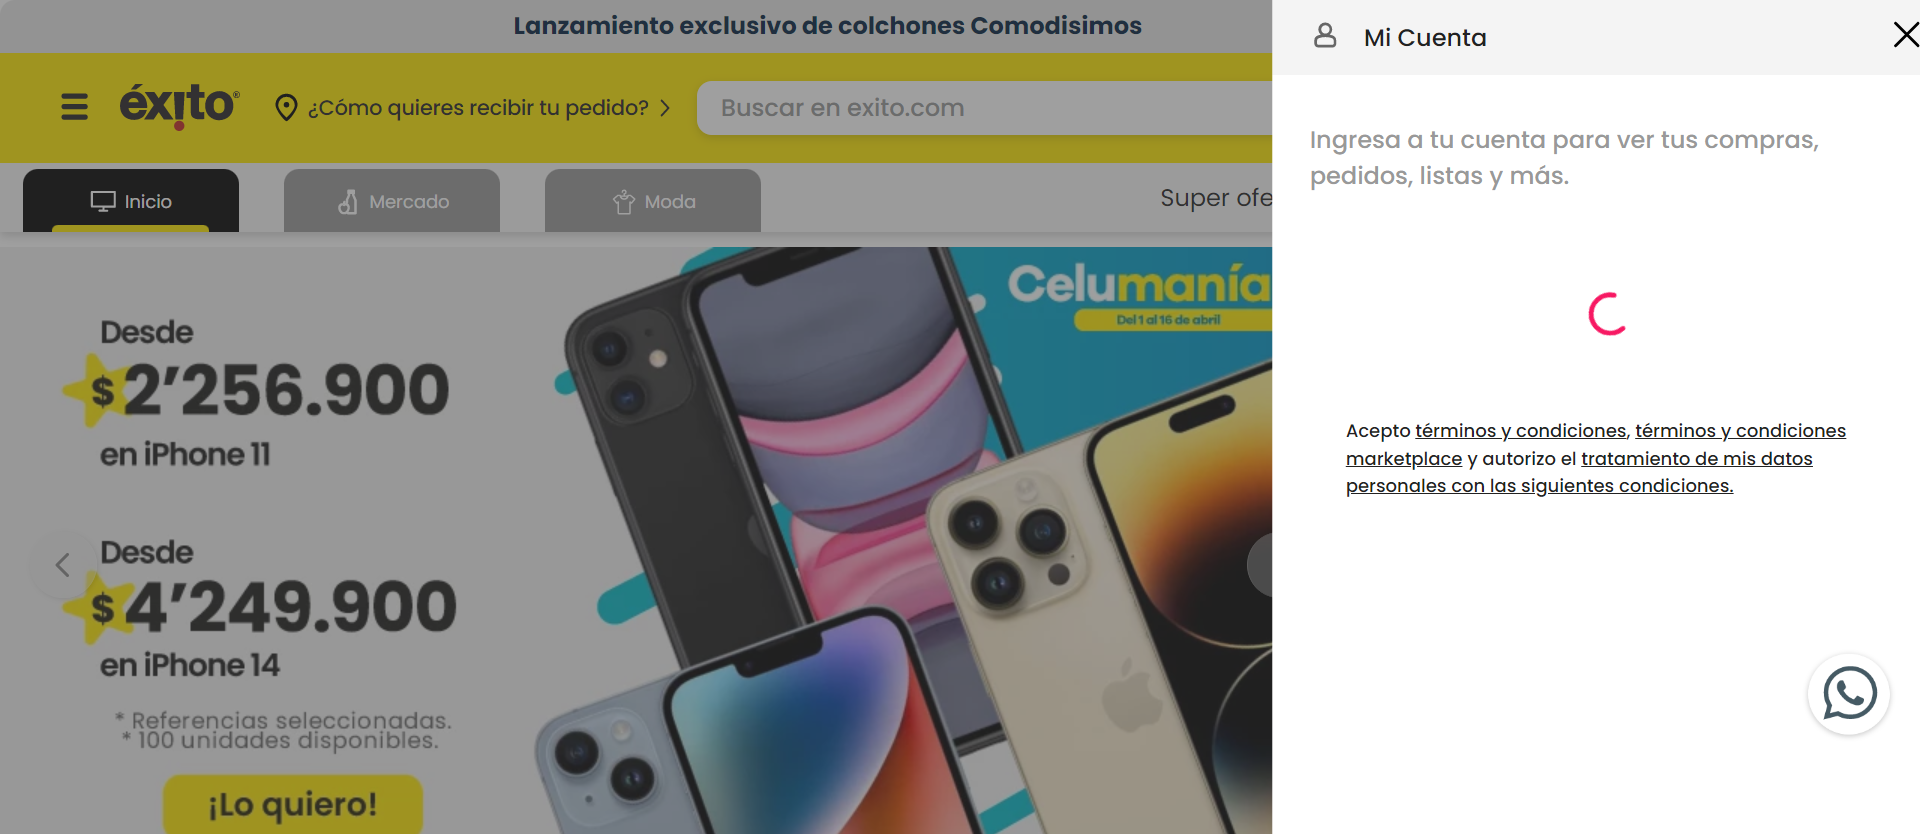 Lanzamiento exclusivo de colchones Comodisimos
éxito®
¿Cómo quieres recibir tu pedido?
Buscar en exito.com
Inicio
Mercado
Moda
Super ofe
Desde
$2’256.900
en iPhone 11
Desde
$4’249.900
en iPhone 14
* Referencias seleccionadas.
* 100 unidades disponibles.
¡Lo quiero!
Celumanía
Del 1 al 16 de abril
Mi Cuenta
Ingresa a tu cuenta para ver tus compras,
pedidos, listas y más.
Acepto términos y condiciones, términos y condiciones
marketplace y autorizo el tratamiento de mis datos
personales con las siguientes condiciones.